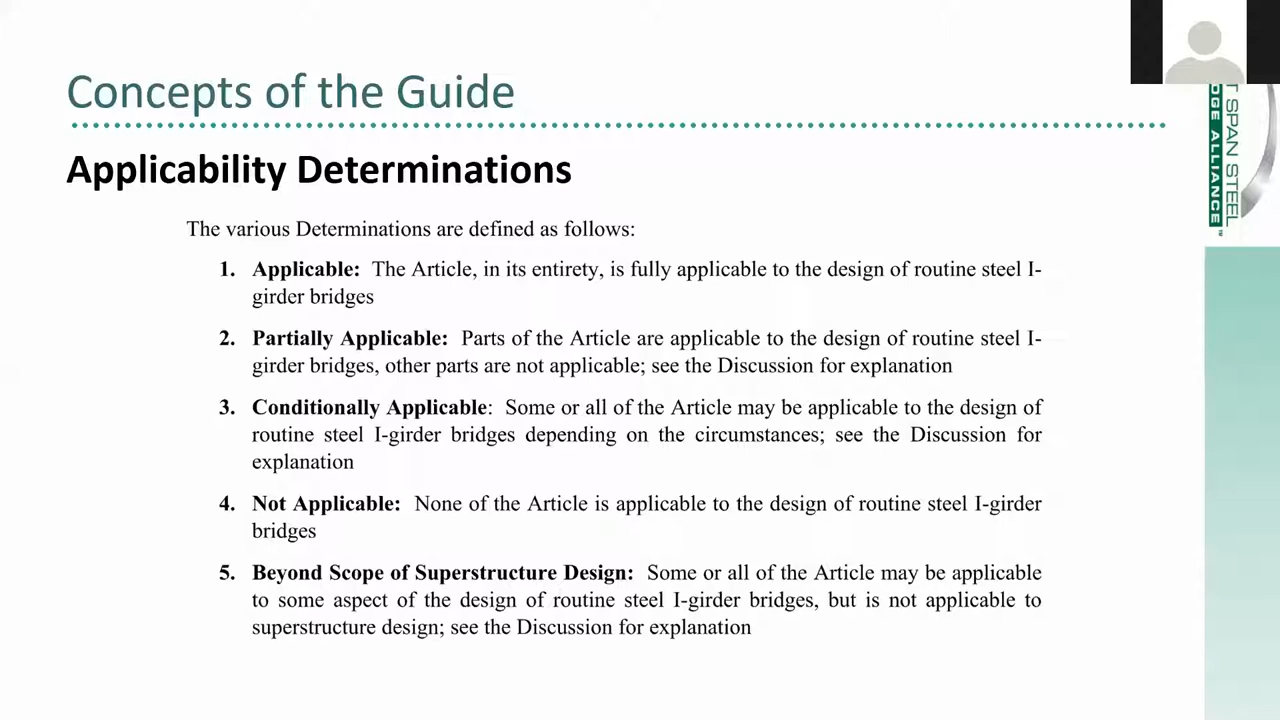 Concepts of the Guide
Applicability Determinations
The various Determinations are defined as follows:
1. Applicable: The Article, in its entirety, is fully applicable to the design of routine steel I-
girder bridges
2. Partially Applicable: Parts of the Article are applicable to the design of routine steel I-
girder bridges, other parts are not applicable; see the Discussion for explanation
3. Conditionally Applicable: Some or all of the Article may be applicable to the design of
routine steel I-girder bridges depending on the circumstances; see the Discussion for
explanation
4. Not Applicable: None of the Article is applicable to the design of routine steel I-girder
bridges
5. Beyond Scope of Superstructure Design: Some or all of the Article may be applicable
to some aspect of the design of routine steel I-girder bridges, but is not applicable to
superstructure design; see the Discussion for explanation
T SPAN STEEL
DGE ALLIANCE™